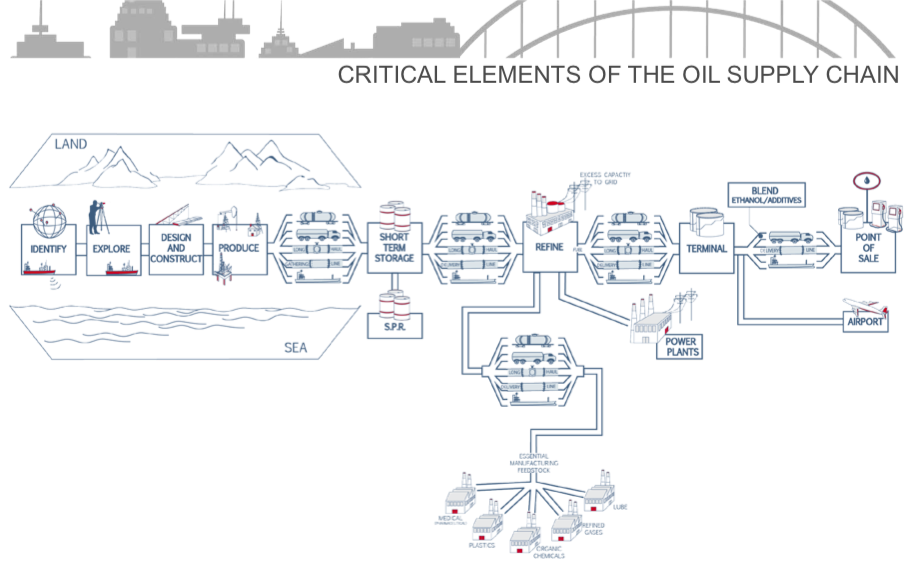 CRITICAL ELEMENTS OF THE OIL SUPPLY CHAIN
LAND
EXCESS CAPACITY
TO GRID
BLEND
ETHANOL/ADDITIVES
IDENTIFY
EXPLORE
DESIGN
AND
CONSTRUCT
PRODUCE
LONG HAUL
GATHERING LINE
SHORT
TERM
STORAGE
LONG HAUL
DELIVERY LINE
REFINE
LONG HAUL
DELIVERY LINE
TERMINAL
DELIVERY LINE
POINT
OF
SALE
S.P.R.
SEA
AIRPORT
POWER
PLANTS
LONG HAUL
DELIVERY LINE
ESSENTIAL
MANUFACTURING
FEEDSTOCK
MEDICAL
PLASTICS
ORGANIC
CHEMICALS
REFINED
GASES
LUBE